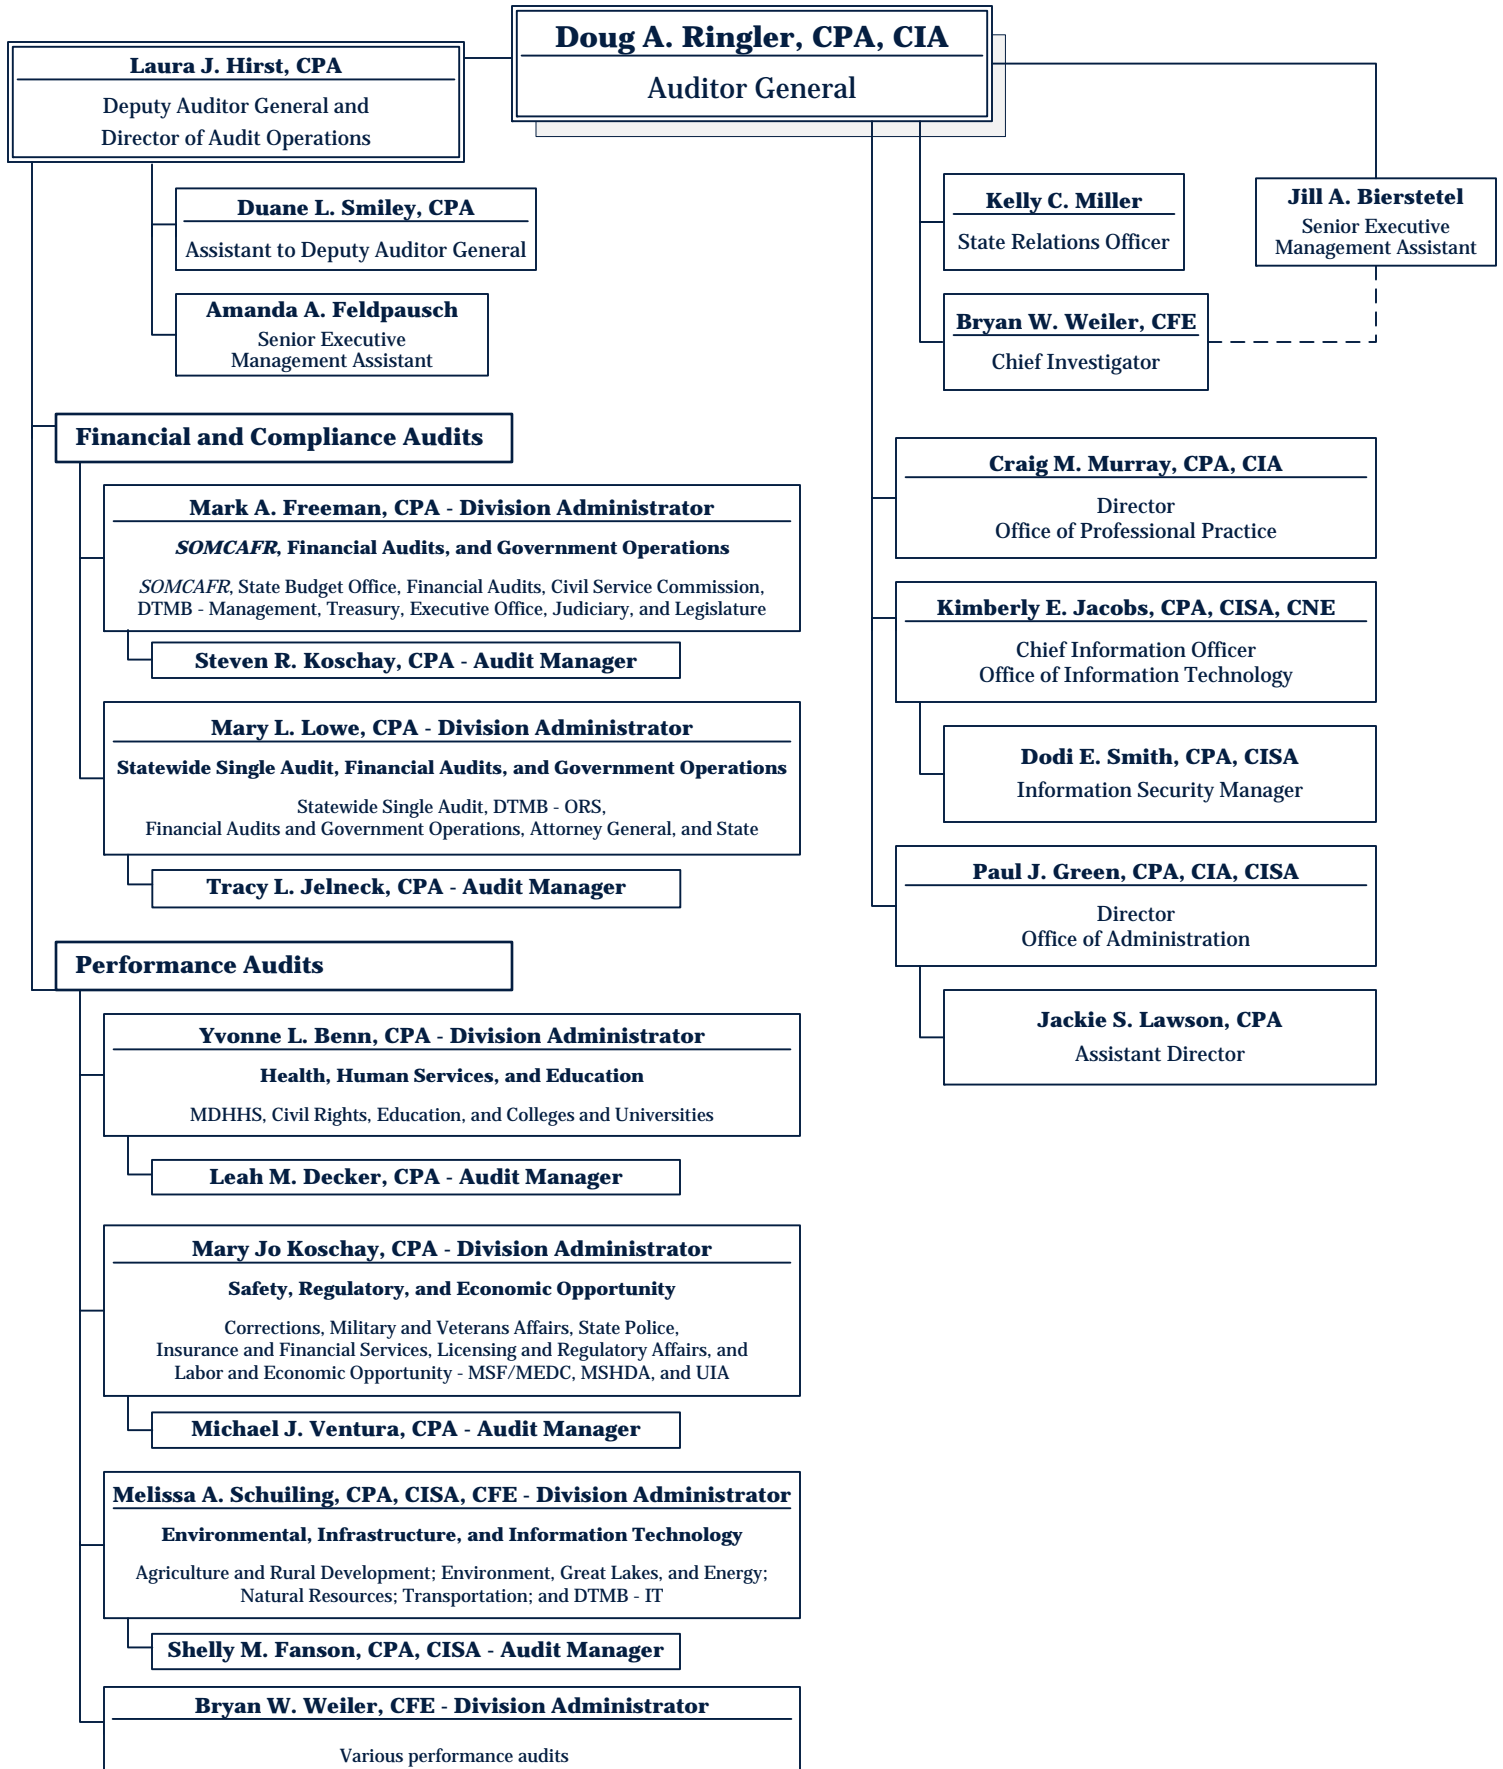 Doug A. Ringler, CPA, CIA
Auditor General
Laura J. Hirst, CPA
Deputy Auditor General and
Director of Audit Operations
Duane L. Smiley, CPA
Assistant to Deputy Auditor General
Amanda A. Feldpausch
Senior Executive
Management Assistant
Kelly C. Miller
State Relations Officer
Jill A. Bierstetel
Senior Executive
Management Assistant
Bryan W. Weiler, CFE
Chief Investigator
Financial and Compliance Audits
Mark A. Freeman, CPA - Division Administrator
SOMCAFR, Financial Audits, and Government Operations
SOMCAFR, State Budget Office, Financial Audits, Civil Service Commission,
DTMB - Management, Treasury, Executive Office, Judiciary, and Legislature
Steven R. Koschay, CPA - Audit Manager
Mary L. Lowe, CPA - Division Administrator
Statewide Single Audit, Financial Audits, and Government Operations
Statewide Single Audit, DTMB - ORS,
Financial Audits and Government Operations, Attorney General, and State
Tracy L. Jelneck, CPA - Audit Manager
Performance Audits
Yvonne L. Benn, CPA - Division Administrator
Health, Human Services, and Education
MDHHS, Civil Rights, Education, and Colleges and Universities
Leah M. Decker, CPA - Audit Manager
Mary Jo Koschay, CPA - Division Administrator
Safety, Regulatory, and Economic Opportunity
Corrections, Military and Veterans Affairs, State Police,
Insurance and Financial Services, Licensing and Regulatory Affairs, and
Labor and Economic Opportunity - MSF/MEDC, MSHDA, and UIA
Michael J. Ventura, CPA - Audit Manager
Melissa A. Schuiling, CPA, CISA, CFE - Division Administrator
Environmental, Infrastructure, and Information Technology
Agriculture and Rural Development; Environment, Great Lakes, and Energy;
Natural Resources; Transportation; and DTMB - IT
Shelly M. Fanson, CPA, CISA - Audit Manager
Bryan W. Weiler, CFE - Division Administrator
Various performance audits
Craig M. Murray, CPA, CIA
Director
Office of Professional Practice
Kimberly E. Jacobs, CPA, CISA, CNE
Chief Information Officer
Office of Information Technology
Dodi E. Smith, CPA, CISA
Information Security Manager
Paul J. Green, CPA, CIA, CISA
Director
Office of Administration
Jackie S. Lawson, CPA
Assistant Director